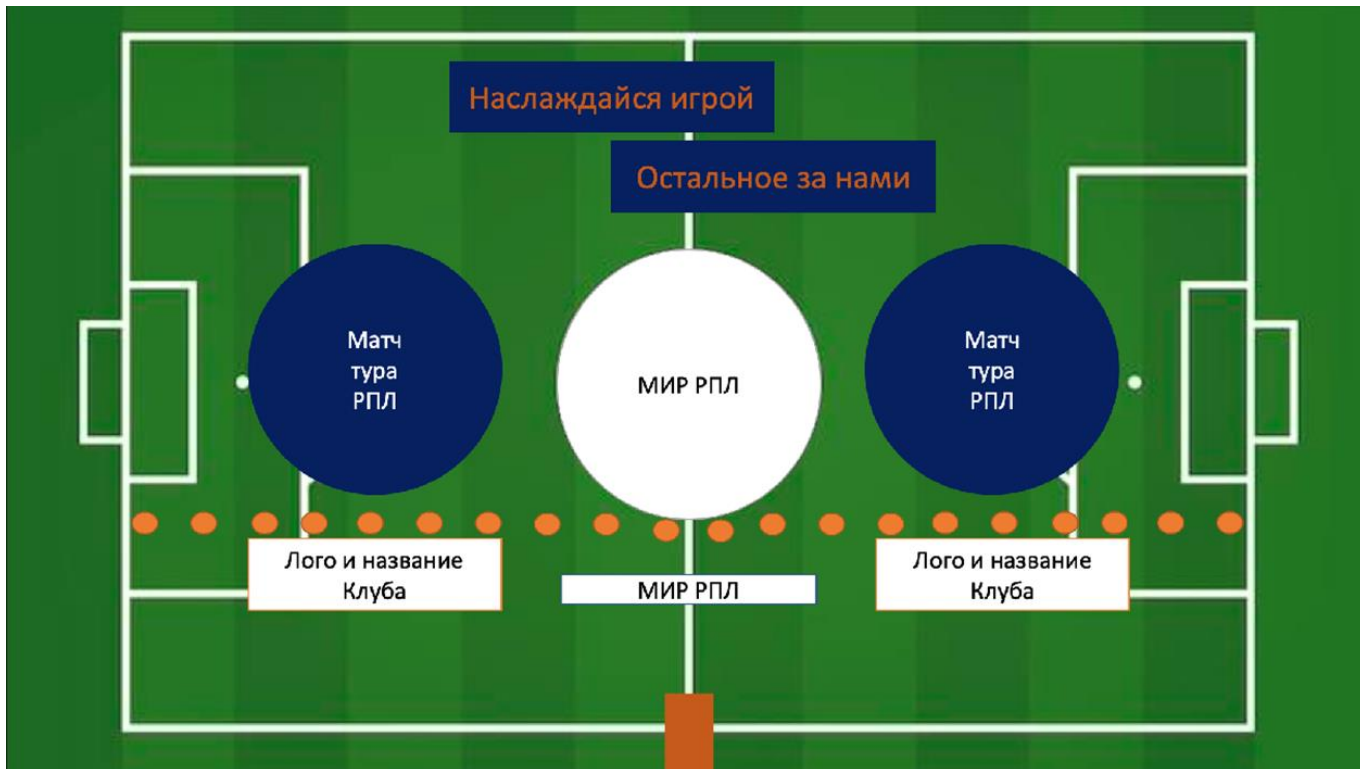 Наслаждайся игрой
Остальное за нами
Матч
тура
РПЛ
МИР РПЛ
Матч
тура
РПЛ
Лого и название
Клуба
МИР РПЛ
Лого и название
Клуба